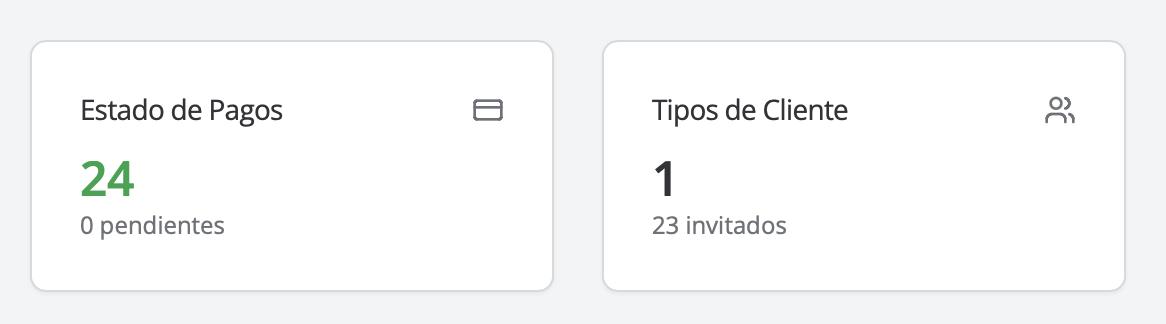 Estado de Pagos
24
0 pendientes
Tipos de Cliente
1
23 invitados